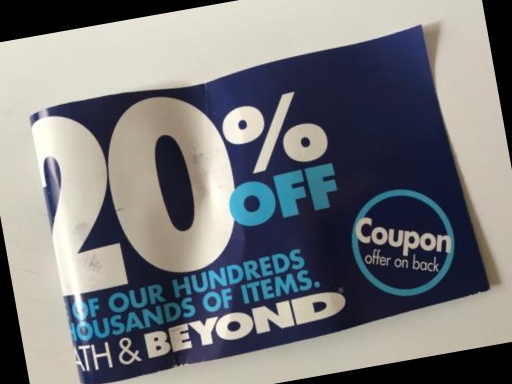 20%
OFF
OF OUR HUNDREDS
HOUSANDS OF ITEMS.
ATH & BEYOND®
Coupon
offer on back